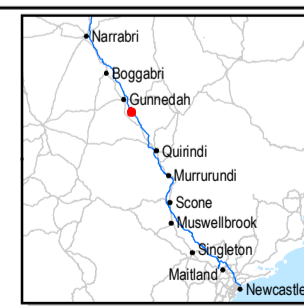 Narrabri
Boggabri
Gunnedah
Quirindi
Murrurundi
Scone
Muswellbrook
Singleton
Maitland
Newcastle